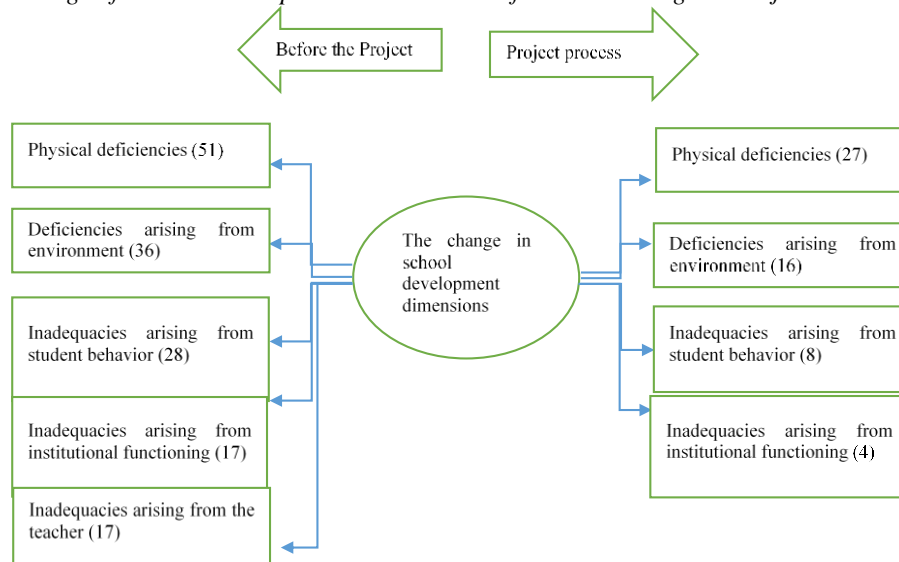 Before the Project
Project process
Physical deficiencies (51)
Deficiencies arising from
environment (36)
Inadequacies arising from
student behavior (28)
Inadequacies arising from
institutional functioning (17)
Inadequacies arising from the
teacher (17)
The change in
school
development
dimensions
Physical deficiencies (27)
Deficiencies arising from
environment (16)
Inadequacies arising from
student behavior (8)
Inadequacies arising from
institutional functioning (4)